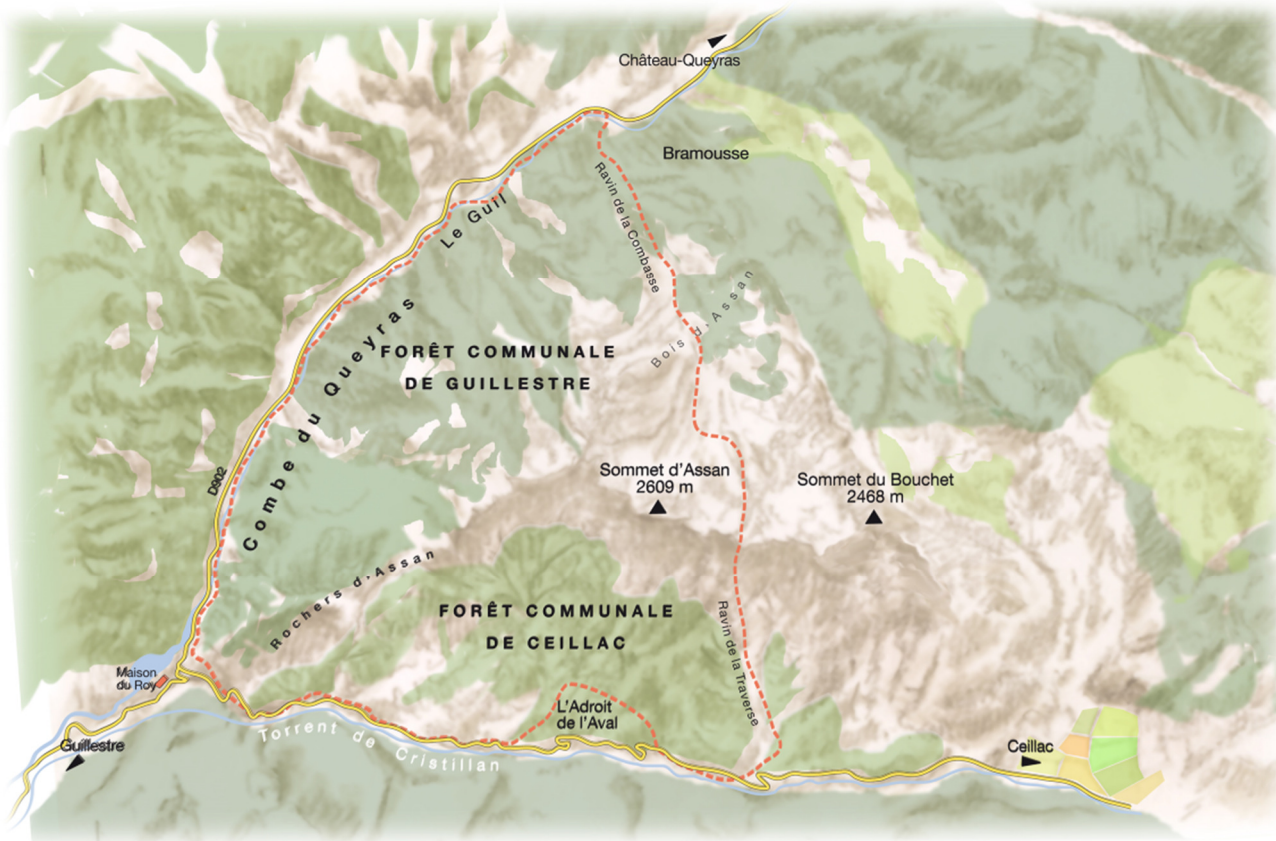 Château-Queyras
Bramousse
Ravin de la Combasse
Le Guil
Bois d'Assan
Combe du Queyras
FORÊT COMMUNALE
DE GUILLESTRE
D902
Sommet d'Assan
2609 m
Sommet du Bouchet
2468 m
Rochers d'Assan
FORÊT COMMUNALE
DE CEILLAC
Ravin de la Traverse
Maison
du Roy
L'Adroit
de l'Aval
Torrent de Cristillan
Guillestre
Ceillac